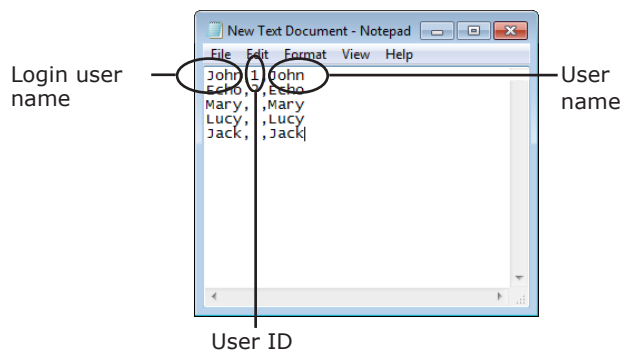 New Text Document - Notepad
File Edit Format View Help
Login user
name
John 1 John
Echo, ,Echo
Mary, ,Mary
Lucy, ,Lucy
Jack, ,Jack
User
name
User ID